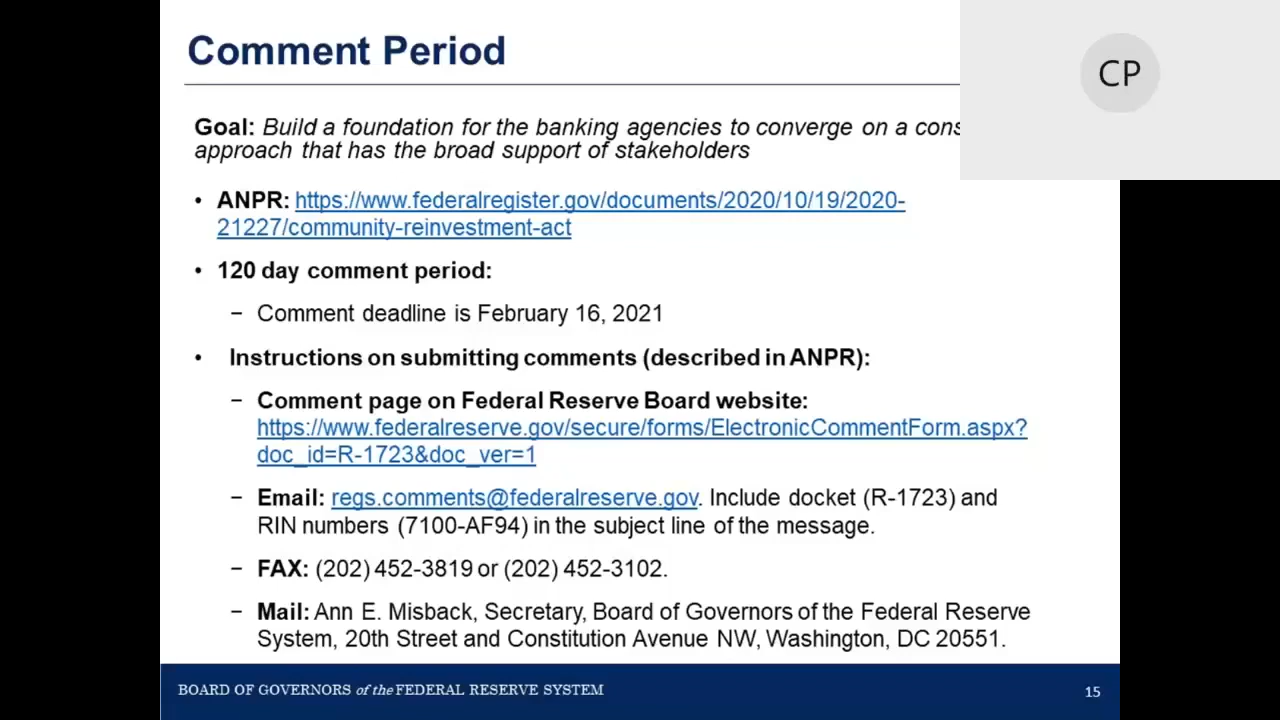 Comment Period
CP
Goal: Build a foundation for the banking agencies to converge on a
approach that has the broad support of stakeholders
• ANPR: https://www.federalregister.gov/documents/2020/10/19/2020-
21227/community-reinvestment-act
• 120 day comment period:
− Comment deadline is February 16, 2021
• Instructions on submitting comments (described in ANPR):
− Comment page on Federal Reserve Board website:
https://www.federalreserve.gov/secure/forms/ElectronicCommentForm.aspx?
doc_id=R-1723&doc_ver=1
− Email: regs.comments@federalreserve.gov. Include docket (R-1723) and
RIN numbers (7100-AF94) in the subject line of the message.
− FAX: (202) 452-3819 or (202) 452-3102.
− Mail: Ann E. Misback, Secretary, Board of Governors of the Federal Reserve
System, 20th Street and Constitution Avenue NW, Washington, DC 20551.
BOARD OF GOVERNORS of the FEDERAL RESERVE SYSTEM
15